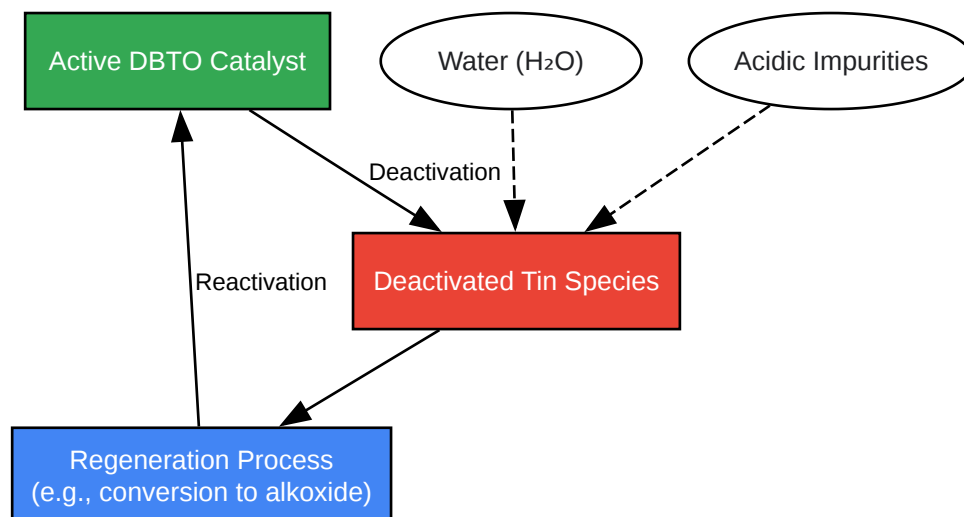 Active DBTO Catalyst
Water (H₂O)
Acidic Impurities
Deactivation
Deactivated Tin Species
Reactivation
Regeneration Process
(e.g., conversion to alkoxide)